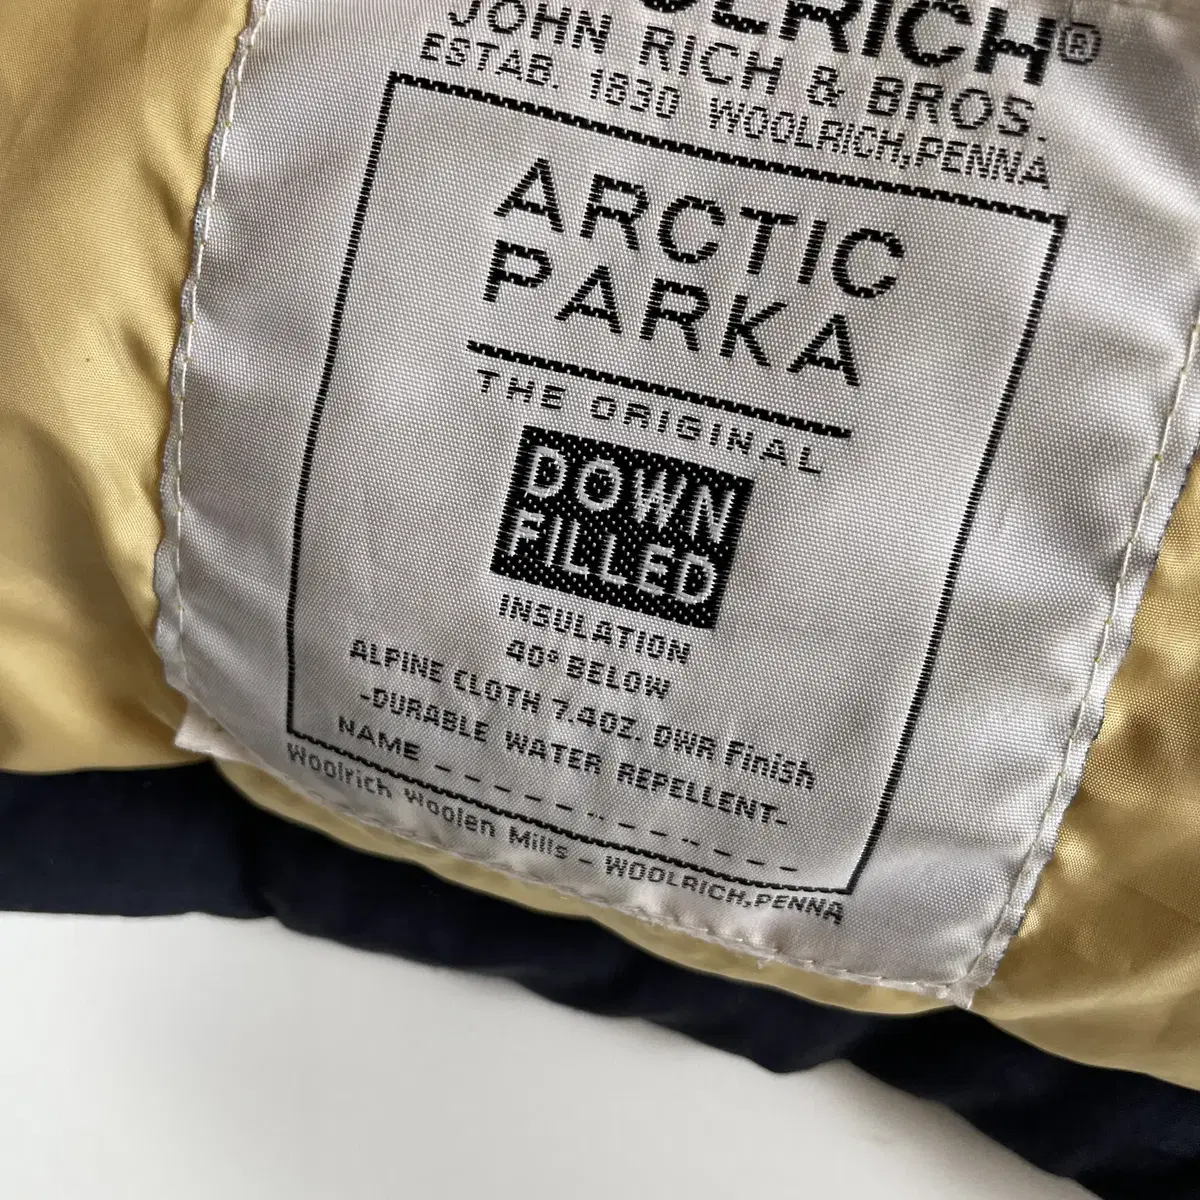 OLRICH®
JOHN RICH & BROS.
ESTAB. 1830 WOOLRICH,PENNA
ARCTIC
PARKA
THE ORIGINAL
DOWN
FILLED
INSULATION
40° BELOW
ALPINE CLOTH 7.4OZ. DWR Finish
-DURABLE WATER REPELLENT-
NAME
Woolrich Woolen Mills - WOOLRICH,PENNA